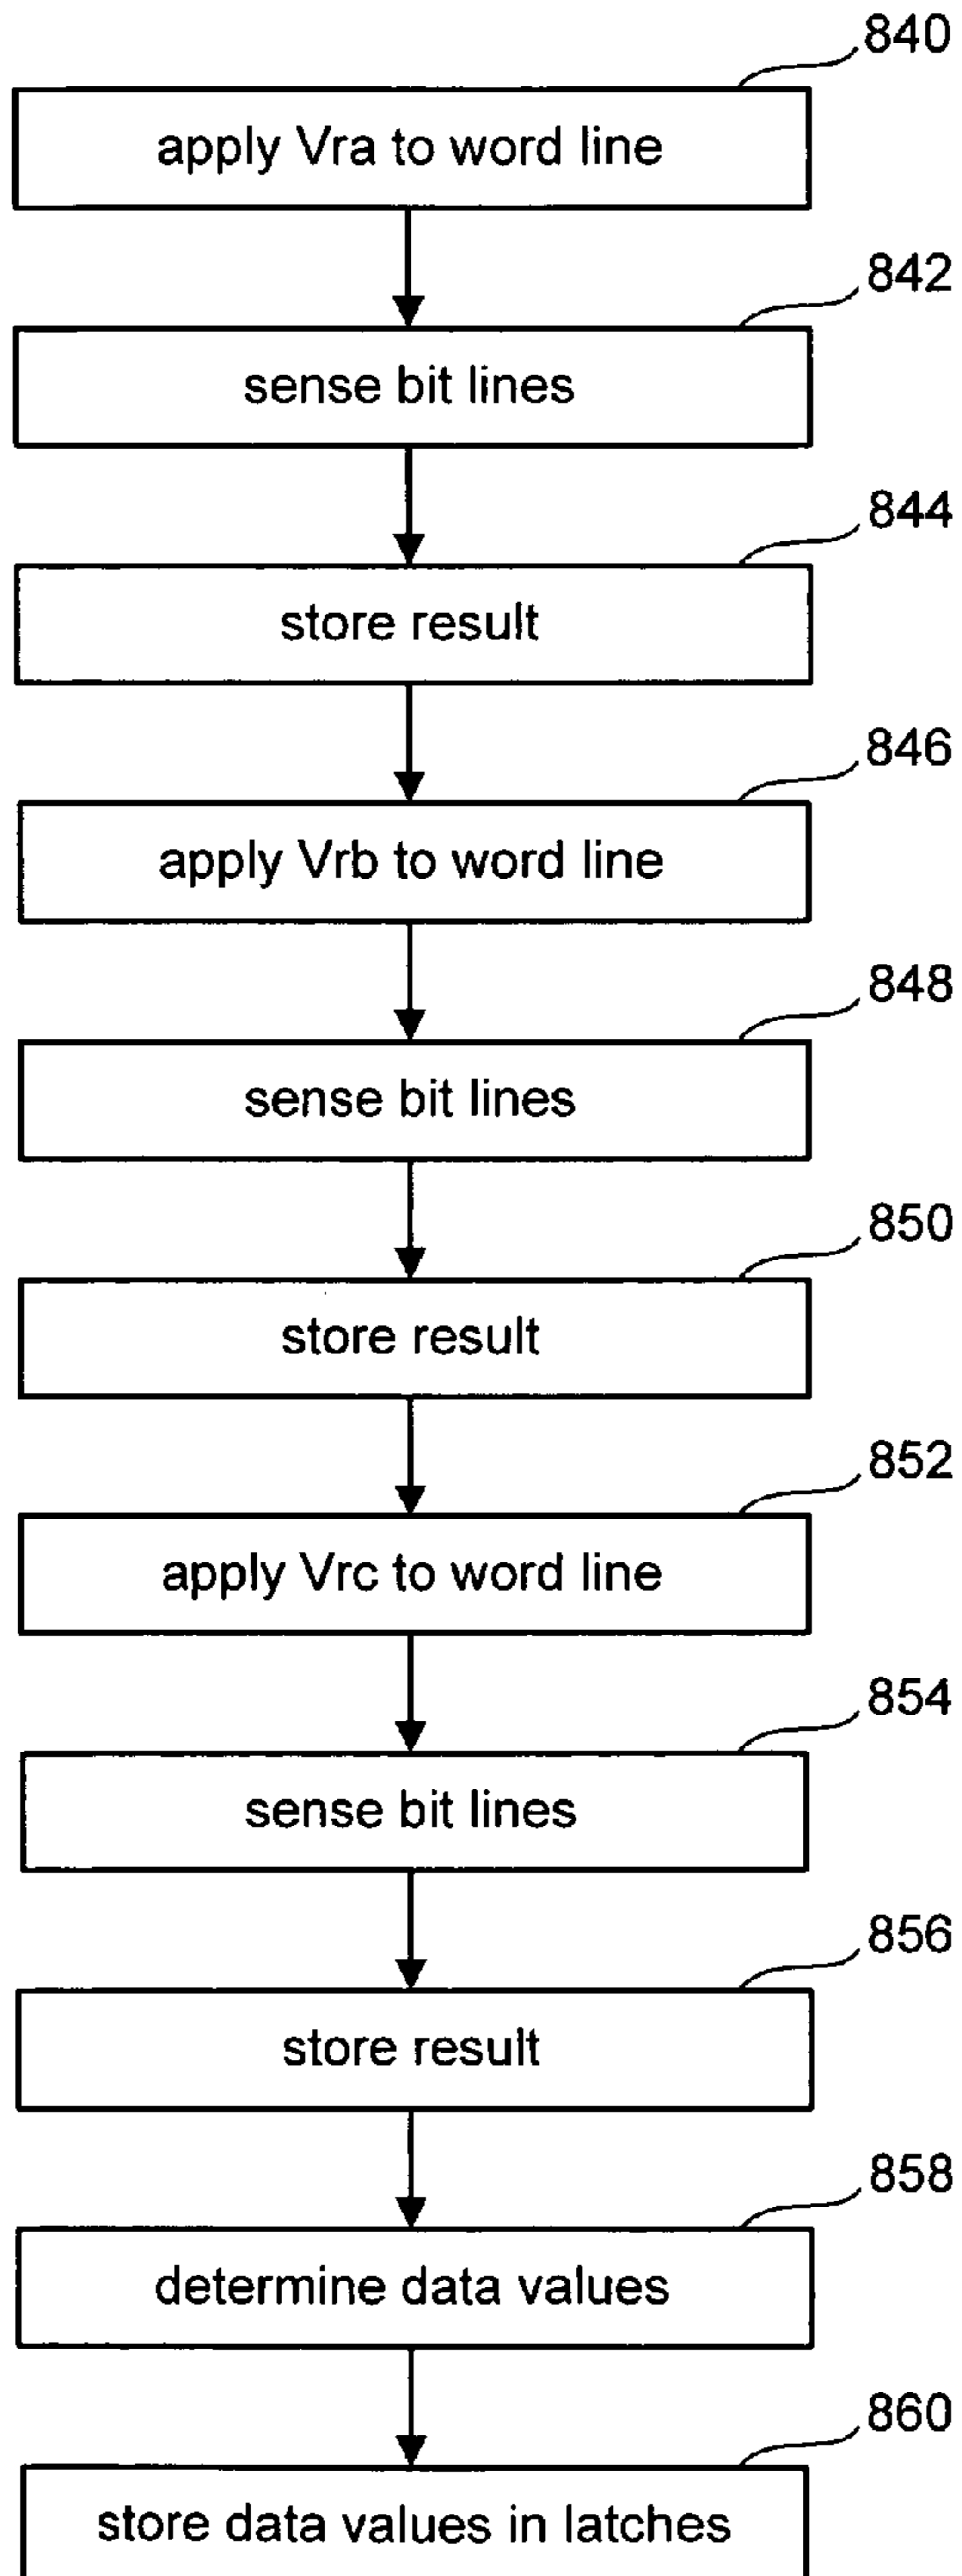 840
apply Vra to word line
842
sense bit lines
844
store result
846
apply Vrb to word line
848
sense bit lines
850
store result
852
apply Vrc to word line
854
sense bit lines
856
store result
858
determine data values
860
store data values in latches